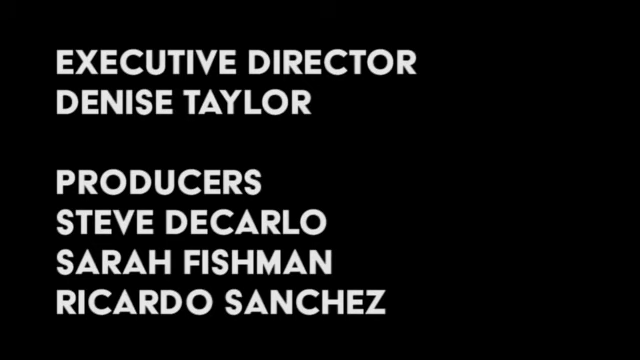 EXECUTIVE DIRECTOR
DENISE TAYLOR
PRODUCERS
STEVE DECARLO
SARAH FISHMAN
RICARDO SANCHEZ